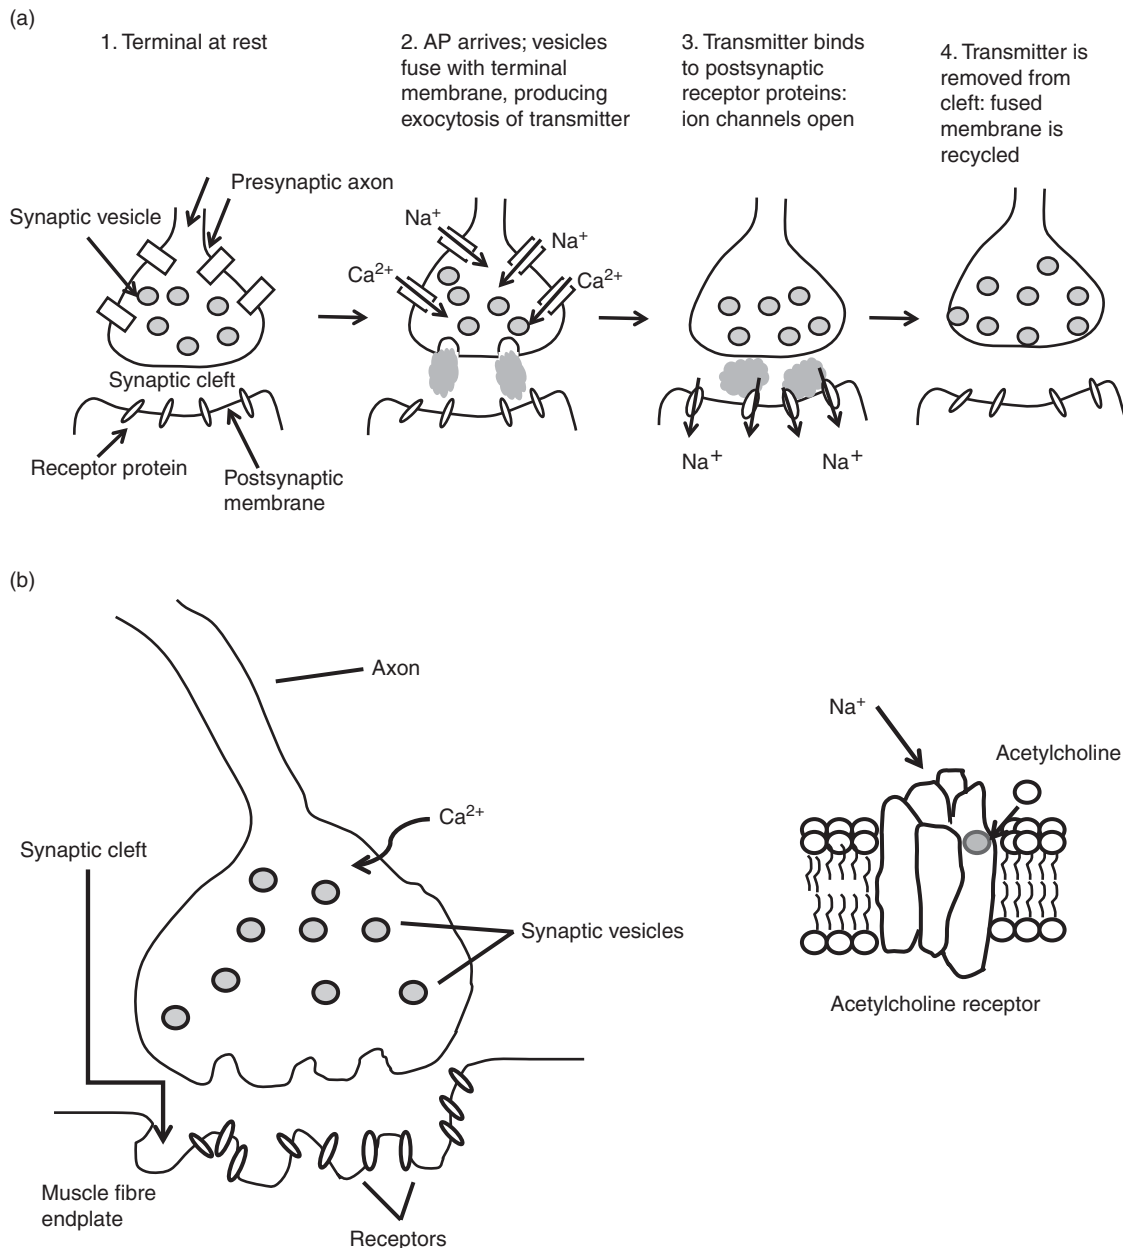 (a)
1. Terminal at rest
2. AP arrives; vesicles
fuse with terminal
membrane, producing
exocytosis of transmitter
3. Transmitter binds
to postsynaptic
receptor proteins:
ion channels open
4. Transmitter is
removed from
cleft: fused
membrane is
recycled
Presynaptic axon
Synaptic vesicle
Na⁺
Na⁺
Ca²⁺
Ca²⁺
Synaptic cleft
Receptor protein
Postsynaptic
membrane
Na⁺
Na⁺
(b)
Axon
Ca²⁺
Synaptic cleft
Synaptic vesicles
Muscle fibre
endplate
Receptors
Na⁺
Acetylcholine
Acetylcholine receptor